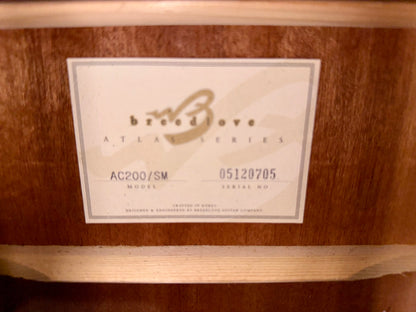 breedlove
ATLAS SERIES
AC200/SM 05120705
MODEL SERIAL NO
CRAFTED IN KOREA
DESIGNED & ENGINEERED BY BREEDLOVE GUITAR COMPANY